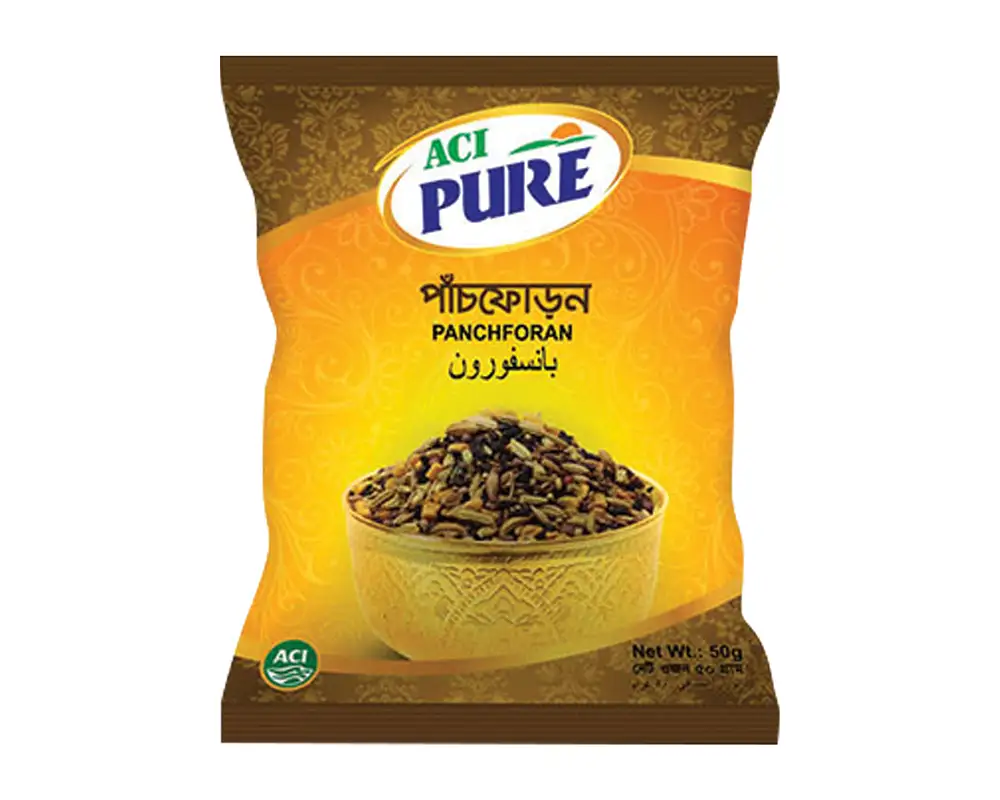 ACI
PURE
পাঁচফোড়ন
PANCHFORAN
بانسفورون
ACI
Net Wt.: 50g
নেট ওজন ৫০ গ্রাম